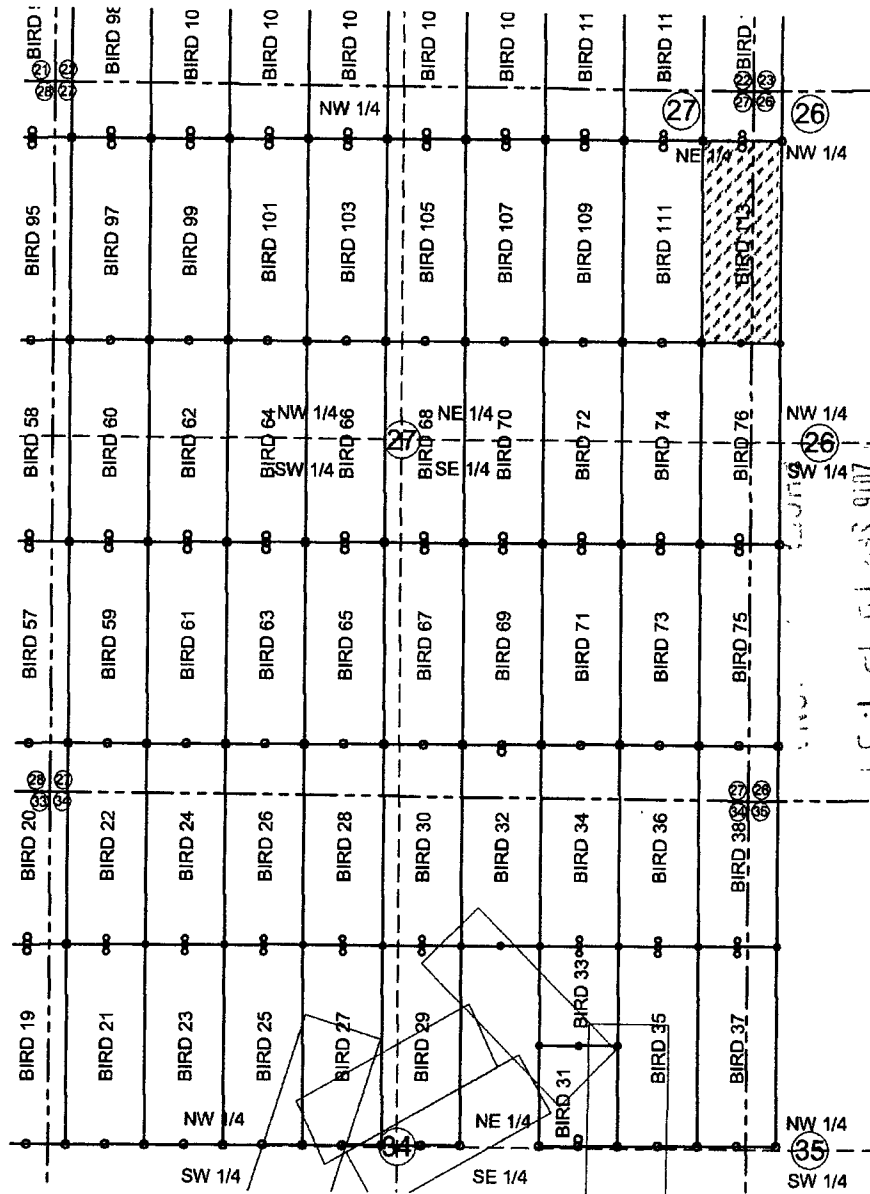 BIRD 98
BIRD 10
BIRD 10
BIRD 10
BIRD 10
BIRD 10
BIRD 11
BIRD 11
BIRD
21 22
28 27
22 23
27 26
NW 1/4
27
26
NE 1/4
NW 1/4
BIRD 95
BIRD 97
BIRD 99
BIRD 101
BIRD 103
BIRD 105
BIRD 107
BIRD 109
BIRD 111
BIRD 113
BIRD 58
BIRD 60
BIRD 62
BIRD 64
BIRD 66
BIRD 68
BIRD 70
BIRD 72
BIRD 74
BIRD 76
NW 1/4
NE 1/4
NW 1/4
27
26
SW 1/4
SE 1/4
SW 1/4
BIRD 57
BIRD 59
BIRD 61
BIRD 63
BIRD 65
BIRD 67
BIRD 69
BIRD 71
BIRD 73
BIRD 75
28 27
33 34
27 26
34 35
BIRD 20
BIRD 22
BIRD 24
BIRD 26
BIRD 28
BIRD 30
BIRD 32
BIRD 34
BIRD 36
BIRD 38
BIRD 19
BIRD 21
BIRD 23
BIRD 25
BIRD 27
BIRD 29
BIRD 33
BIRD 31
BIRD 35
BIRD 37
NW 1/4
NE 1/4
NW 1/4
34
35
SW 1/4
SE 1/4
SW 1/4